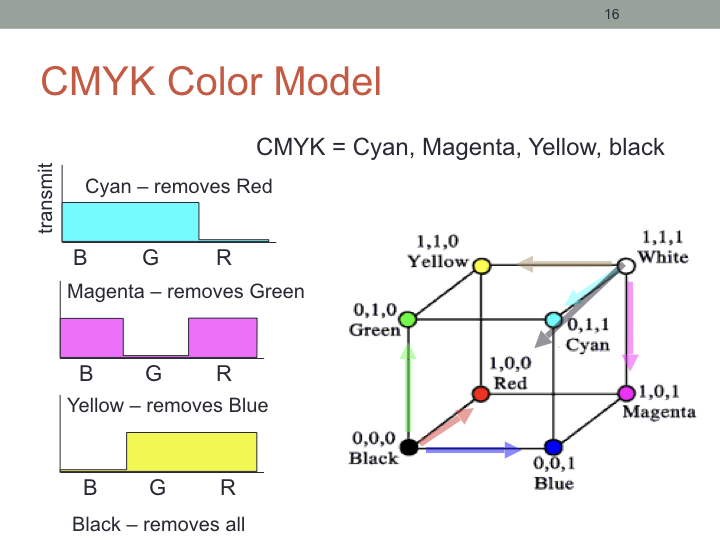 16
CMYK Color Model
CMYK = Cyan, Magenta, Yellow, black
transmit
Cyan – removes Red
B G R
Magenta – removes Green
B G R
Yellow – removes Blue
B G R
Black – removes all
1,1,0
Yellow
1,1,1
White
0,1,0
Green
0,1,1
Cyan
1,0,0
Red
1,0,1
Magenta
0,0,0
Black
0,0,1
Blue